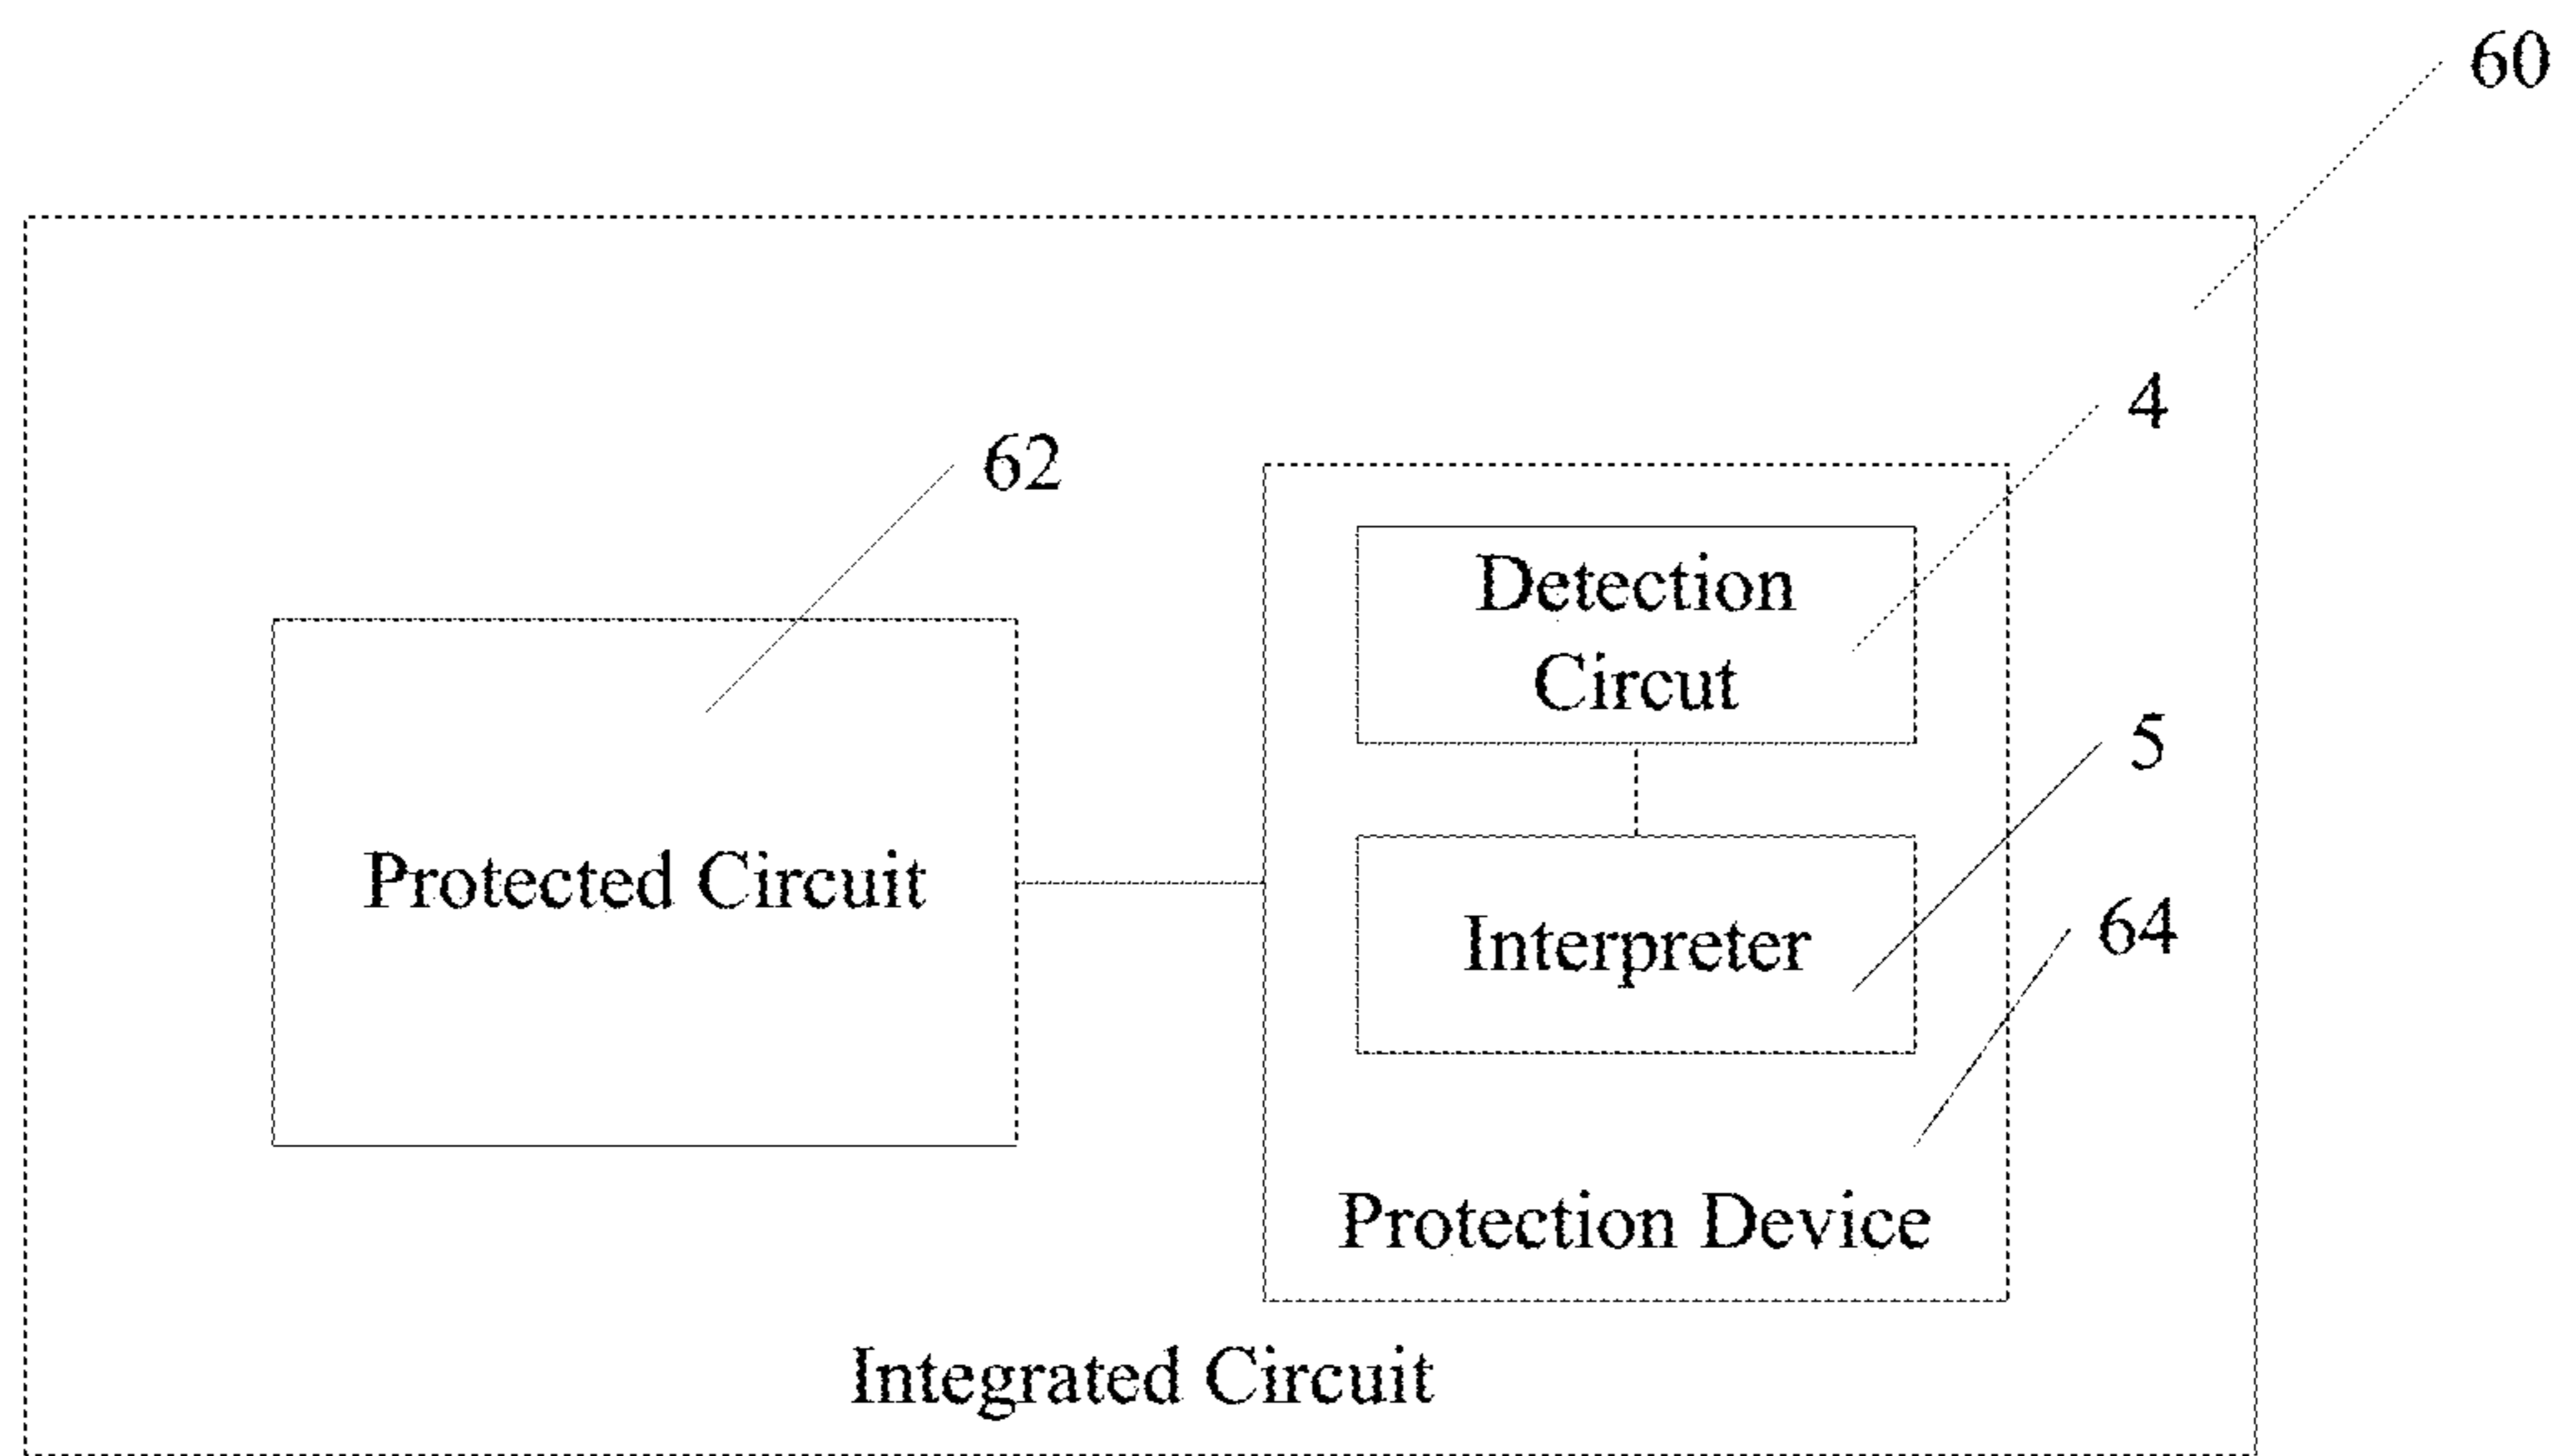 60
4
62
Detection
Circut
5
Protected Circuit
Interpreter
64
Protection Device
Integrated Circuit